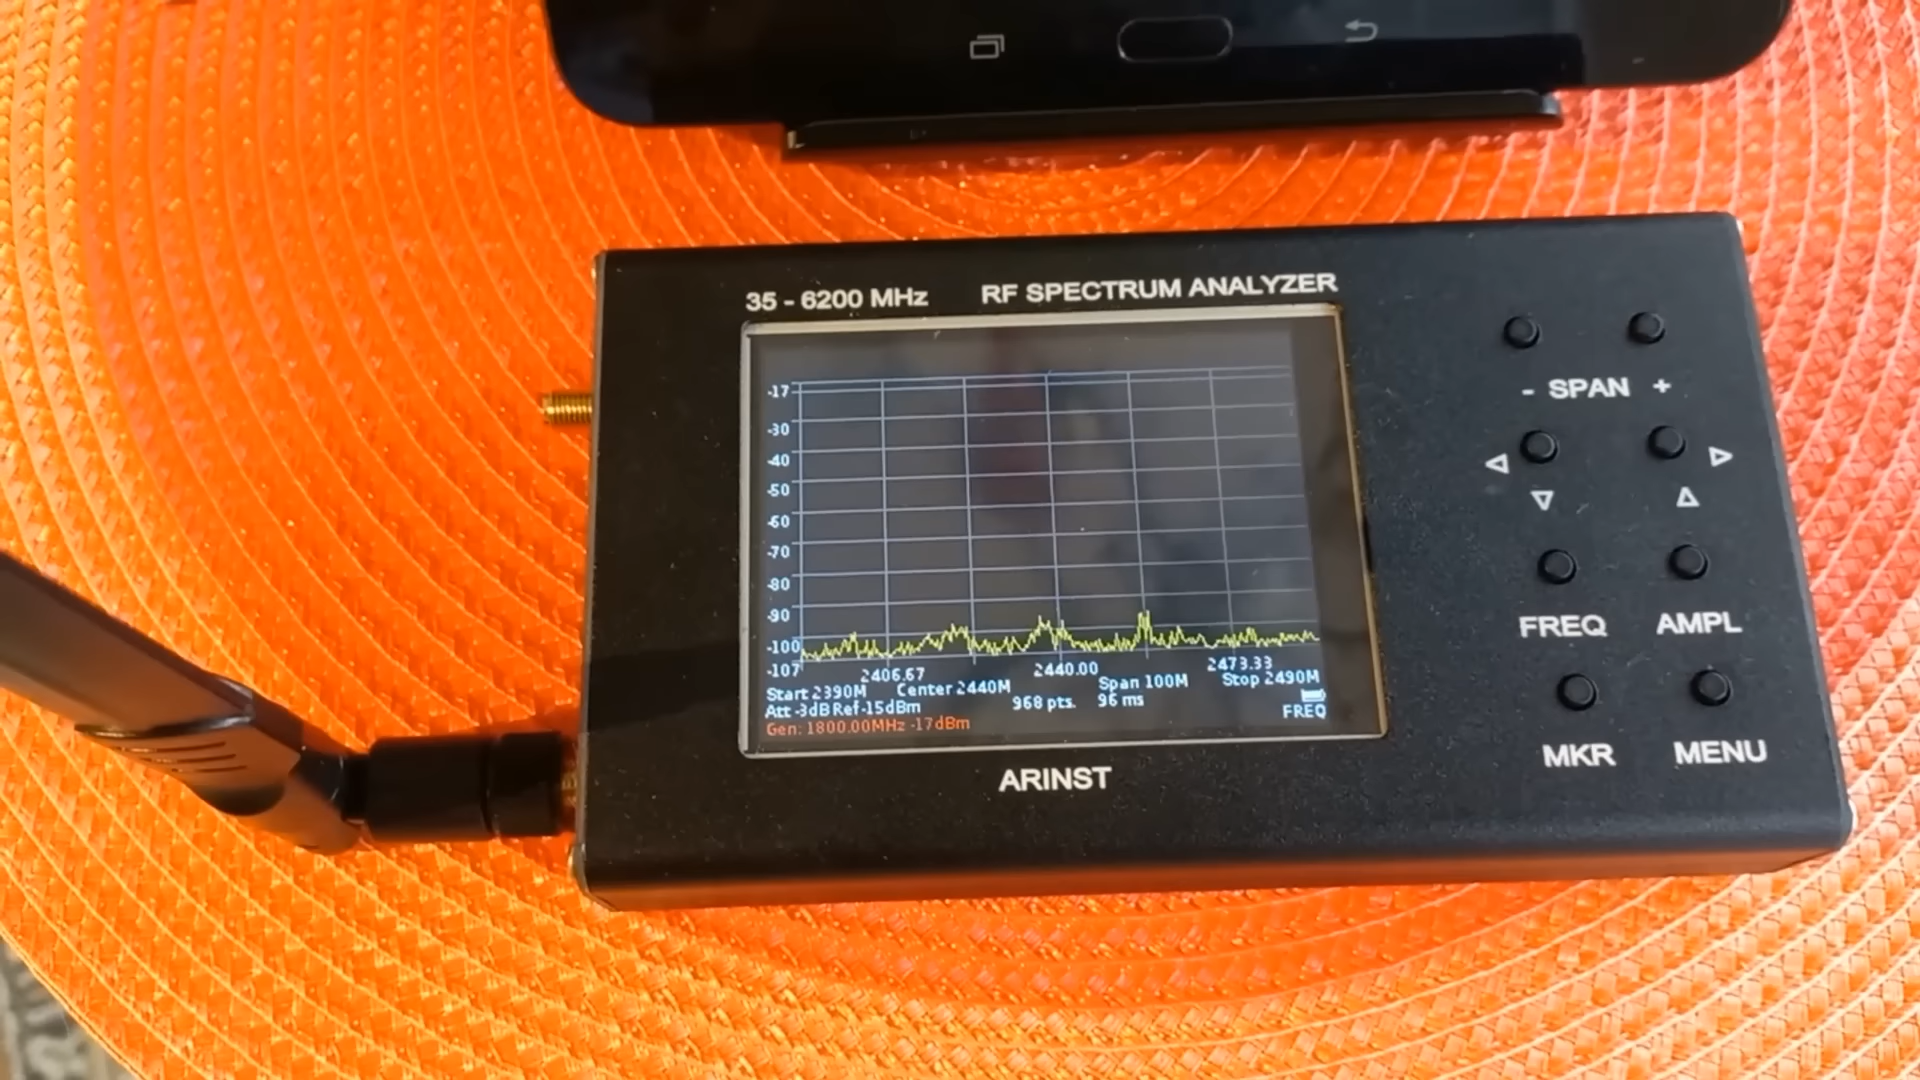 35 - 6200 MHz RF SPECTRUM ANALYZER
-17
-30
-40
-50
-60
-70
-80
-90
-100
-107
2406.67 2440.00 2473.33
Start 2390M Center 2440M Span 100M Stop 2490M
Att -3dB Ref -15dBm 968 pts. 96 ms
FREQ
Gen: 1800.00MHz -17dBm
ARINST
- SPAN +
FREQ AMPL
MKR MENU